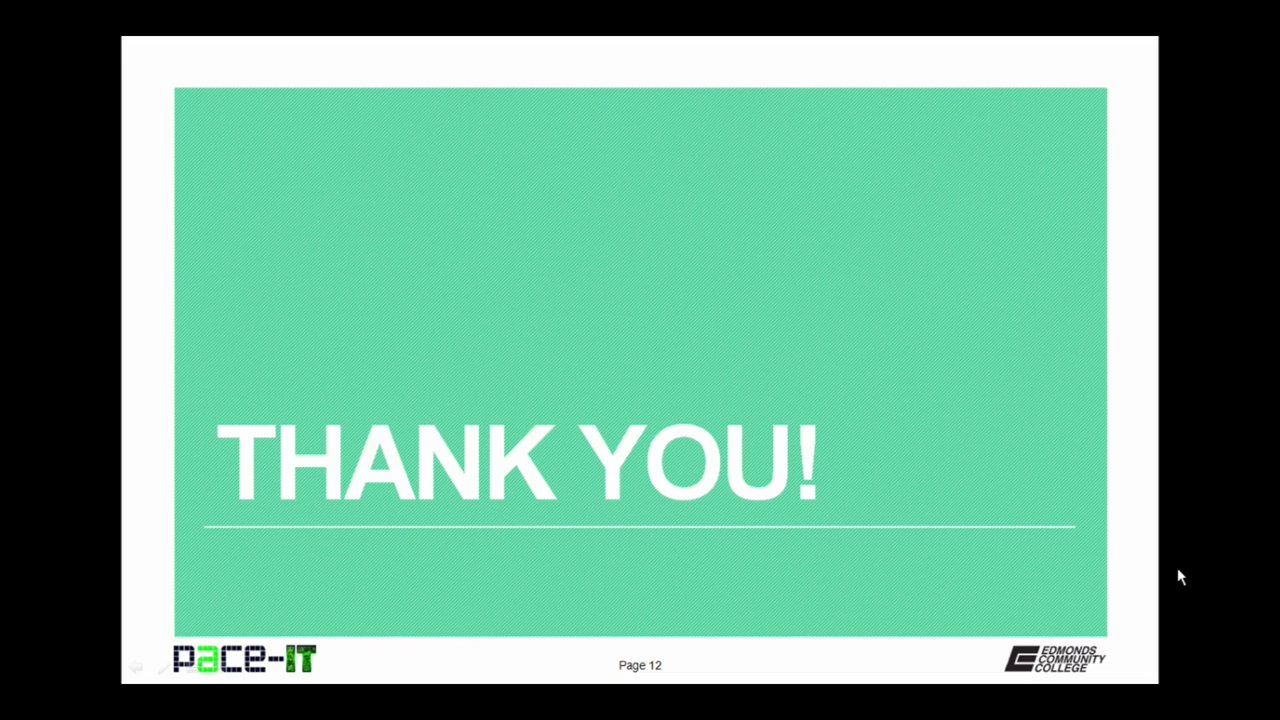 THANK YOU!
pace-IT
Page 12
EDMONDS
COMMUNITY
COLLEGE